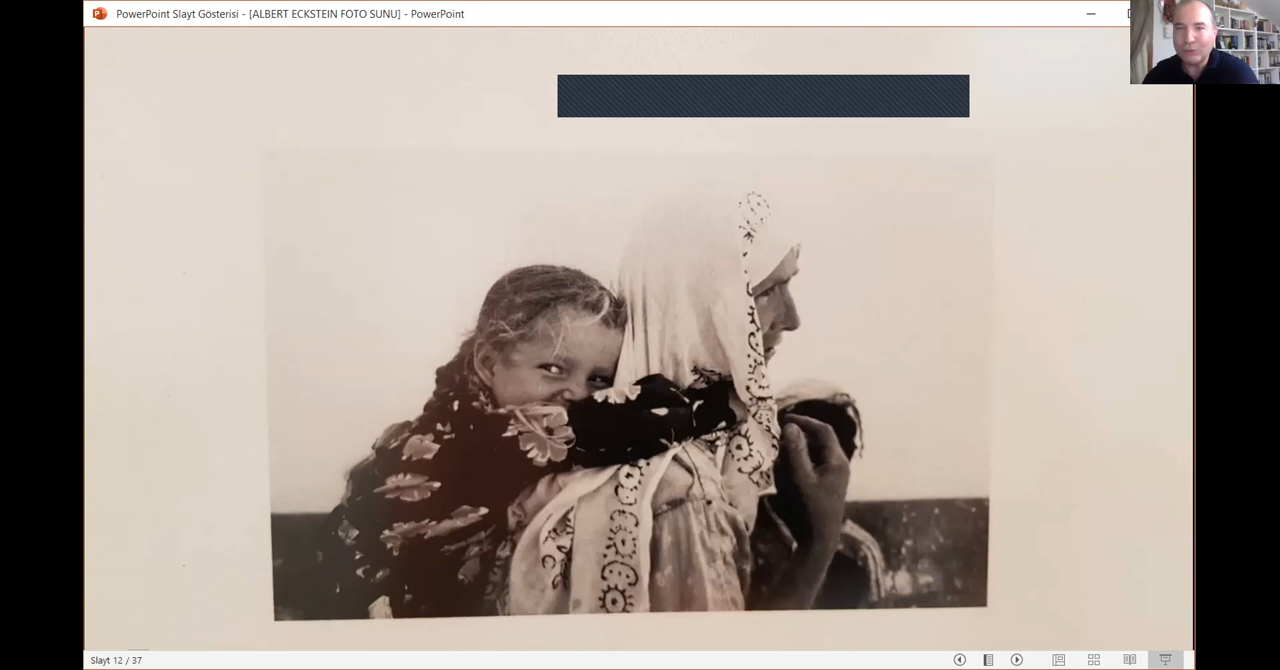 PowerPoint Slayt Gösterisi - [ALBERT ECKSTEIN FOTO SUNU] - PowerPoint
Slayt 12 / 37